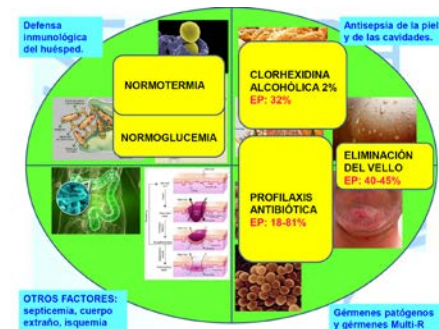 Defensa
inmunológica
del huésped.
Antisepsia de la piel
y de las cavidades.
NORMOTERMIA
NORMOGLUCEMIA
CLORHEXIDINA
ALCOHÓLICA 2%
EP: 32%
ELIMINACIÓN
DEL VELLO
EP: 40-45%
PROFILAXIS
ANTIBIÓTICA
EP: 18-81%
OTROS FACTORES:
septicemia, cuerpo
extraño, isquemia
Gérmenes patógenos
y gérmenes Multi-R